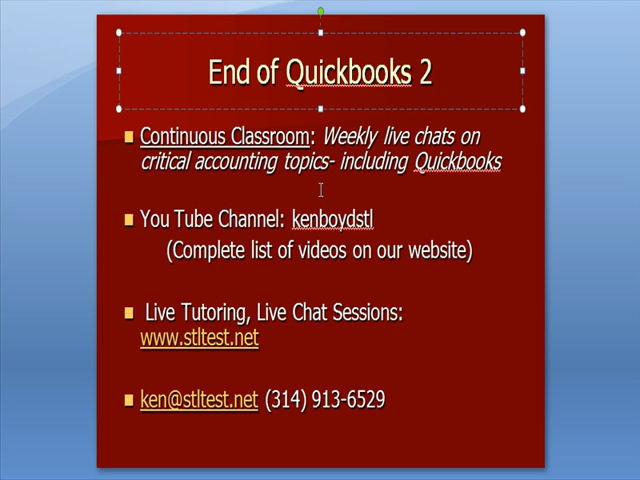 End of Quickbooks 2
Continuous Classroom: Weekly live chats on
critical accounting topics- including Quickbooks
You Tube Channel: kenboydstl
(Complete list of videos on our website)
Live Tutoring, Live Chat Sessions:
www.stltest.net
ken@stltest.net (314) 913-6529